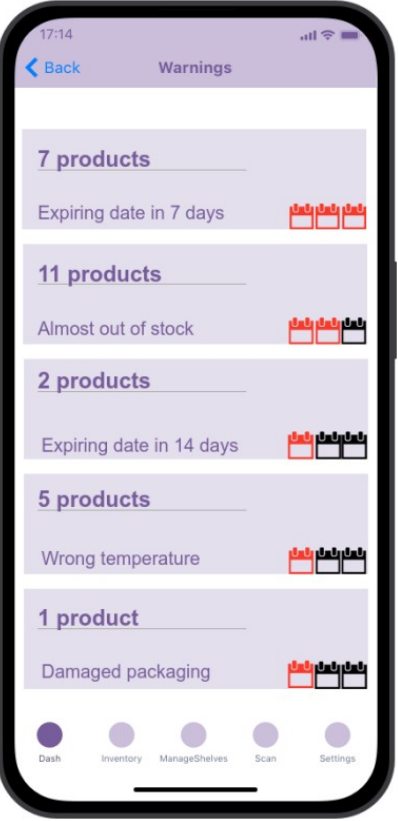 17:14
Back Warnings
7 products
Expiring date in 7 days
11 products
Almost out of stock
2 products
Expiring date in 14 days
5 products
Wrong temperature
1 product
Damaged packaging
Dash Inventory ManageShelves Scan Settings